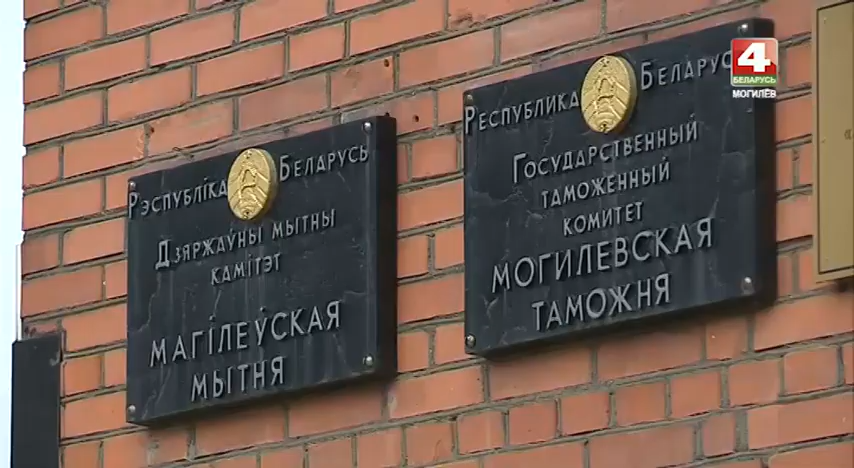 Рэспубліка Беларусь
Дзяржаўны мытны
камітэт
МАГІЛЕЎСКАЯ
МЫТНЯ
Республика Беларусь
Государственный
таможенный
комитет
МОГИЛЕВСКАЯ
ТАМОЖНЯ
4
БЕЛАРУСЬ
МОГИЛЁВ